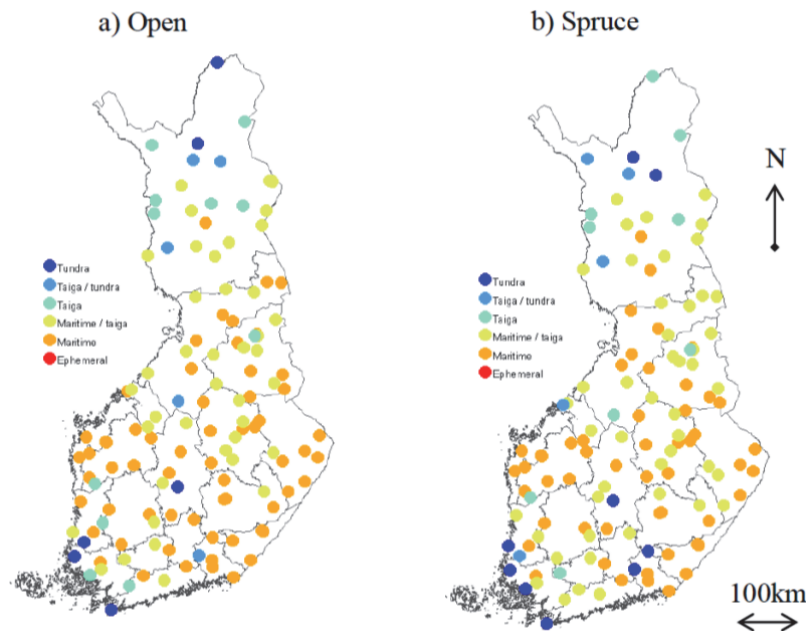 a) Open
b) Spruce
N
Tundra
Taiga / tundra
Taiga
Maritime / taiga
Maritime
Ephemeral
Tundra
Taiga / tundra
Taiga
Maritime / taiga
Maritime
Ephemeral
100km